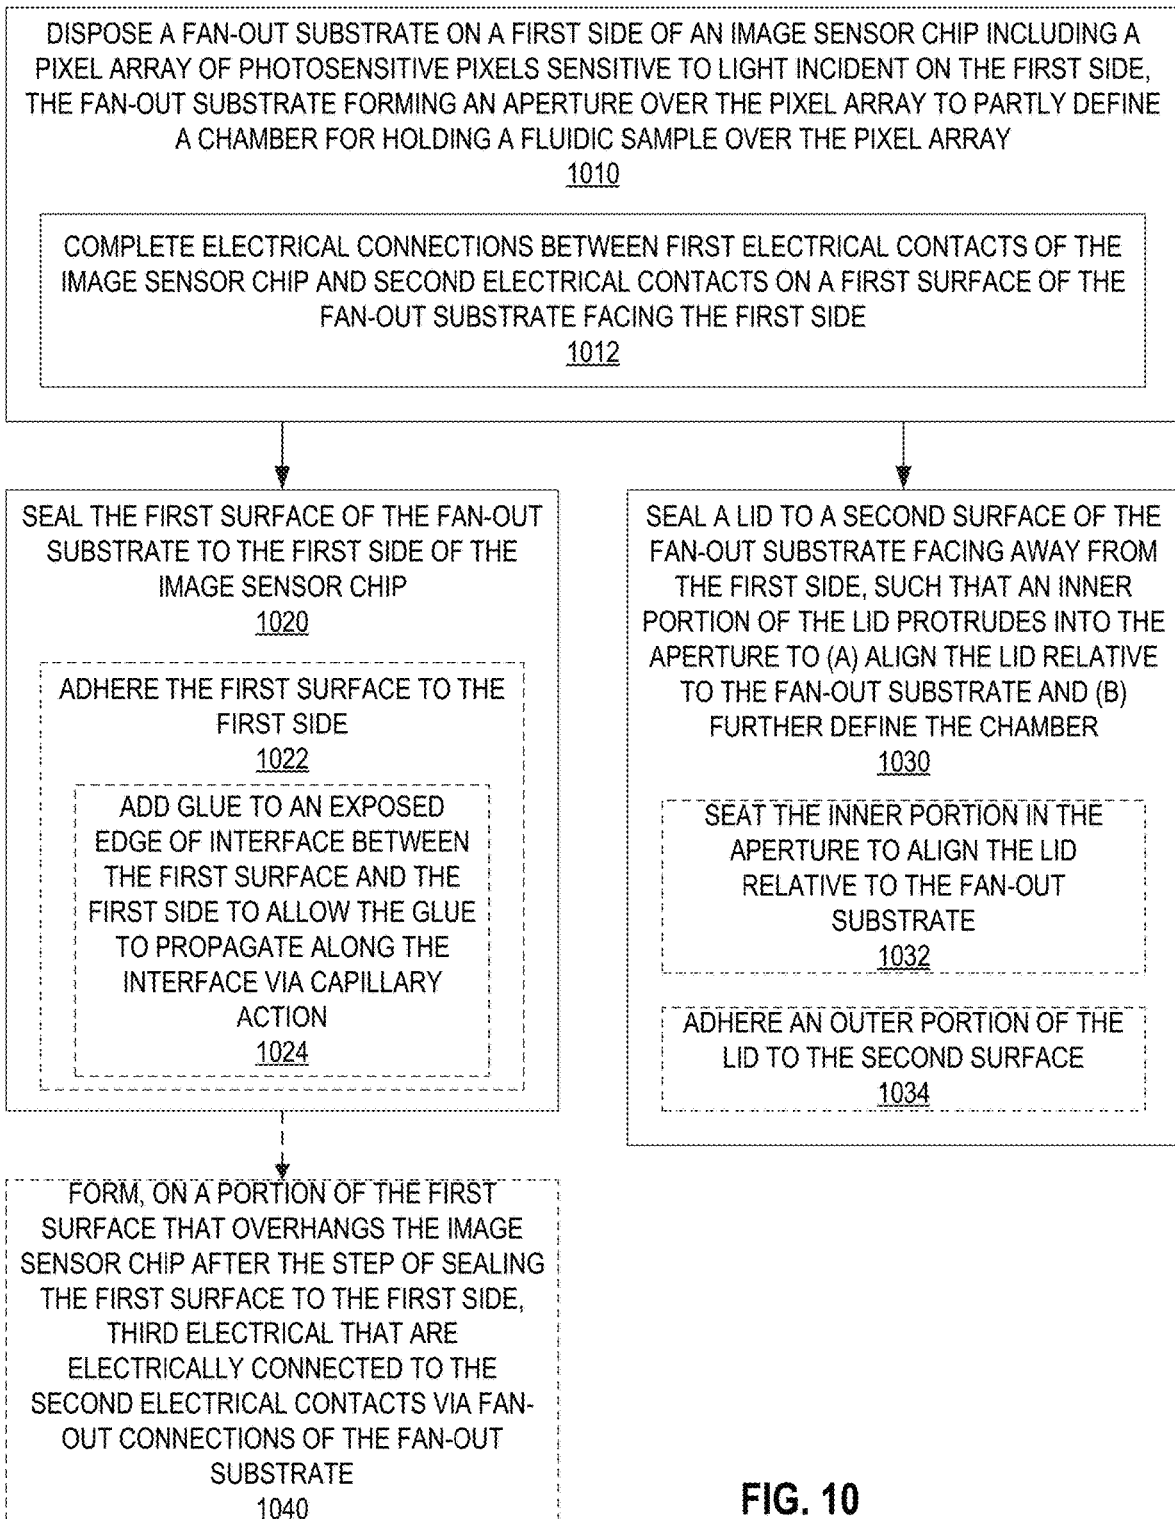 DISPOSE A FAN-OUT SUBSTRATE ON A FIRST SIDE OF AN IMAGE SENSOR CHIP INCLUDING A
PIXEL ARRAY OF PHOTOSENSITIVE PIXELS SENSITIVE TO LIGHT INCIDENT ON THE FIRST SIDE,
THE FAN-OUT SUBSTRATE FORMING AN APERTURE OVER THE PIXEL ARRAY TO PARTLY DEFINE
A CHAMBER FOR HOLDING A FLUIDIC SAMPLE OVER THE PIXEL ARRAY
1010
COMPLETE ELECTRICAL CONNECTIONS BETWEEN FIRST ELECTRICAL CONTACTS OF THE
IMAGE SENSOR CHIP AND SECOND ELECTRICAL CONTACTS ON A FIRST SURFACE OF THE
FAN-OUT SUBSTRATE FACING THE FIRST SIDE
1012
SEAL THE FIRST SURFACE OF THE FAN-OUT
SUBSTRATE TO THE FIRST SIDE OF THE
IMAGE SENSOR CHIP
1020
ADHERE THE FIRST SURFACE TO THE
FIRST SIDE
1022
ADD GLUE TO AN EXPOSED
EDGE OF INTERFACE BETWEEN
THE FIRST SURFACE AND THE
FIRST SIDE TO ALLOW THE GLUE
TO PROPAGATE ALONG THE
INTERFACE VIA CAPILLARY
ACTION
1024
SEAL A LID TO A SECOND SURFACE OF THE
FAN-OUT SUBSTRATE FACING AWAY FROM
THE FIRST SIDE, SUCH THAT AN INNER
PORTION OF THE LID PROTRUDES INTO THE
APERTURE TO (A) ALIGN THE LID RELATIVE
TO THE FAN-OUT SUBSTRATE AND (B)
FURTHER DEFINE THE CHAMBER
1030
SEAT THE INNER PORTION IN THE
APERTURE TO ALIGN THE LID
RELATIVE TO THE FAN-OUT
SUBSTRATE
1032
ADHERE AN OUTER PORTION OF THE
LID TO THE SECOND SURFACE
1034
FORM, ON A PORTION OF THE FIRST
SURFACE THAT OVERHANGS THE IMAGE
SENSOR CHIP AFTER THE STEP OF SEALING
THE FIRST SURFACE TO THE FIRST SIDE,
THIRD ELECTRICAL THAT ARE
ELECTRICALLY CONNECTED TO THE
SECOND ELECTRICAL CONTACTS VIA FAN-
OUT CONNECTIONS OF THE FAN-OUT
SUBSTRATE
1040
FIG. 10